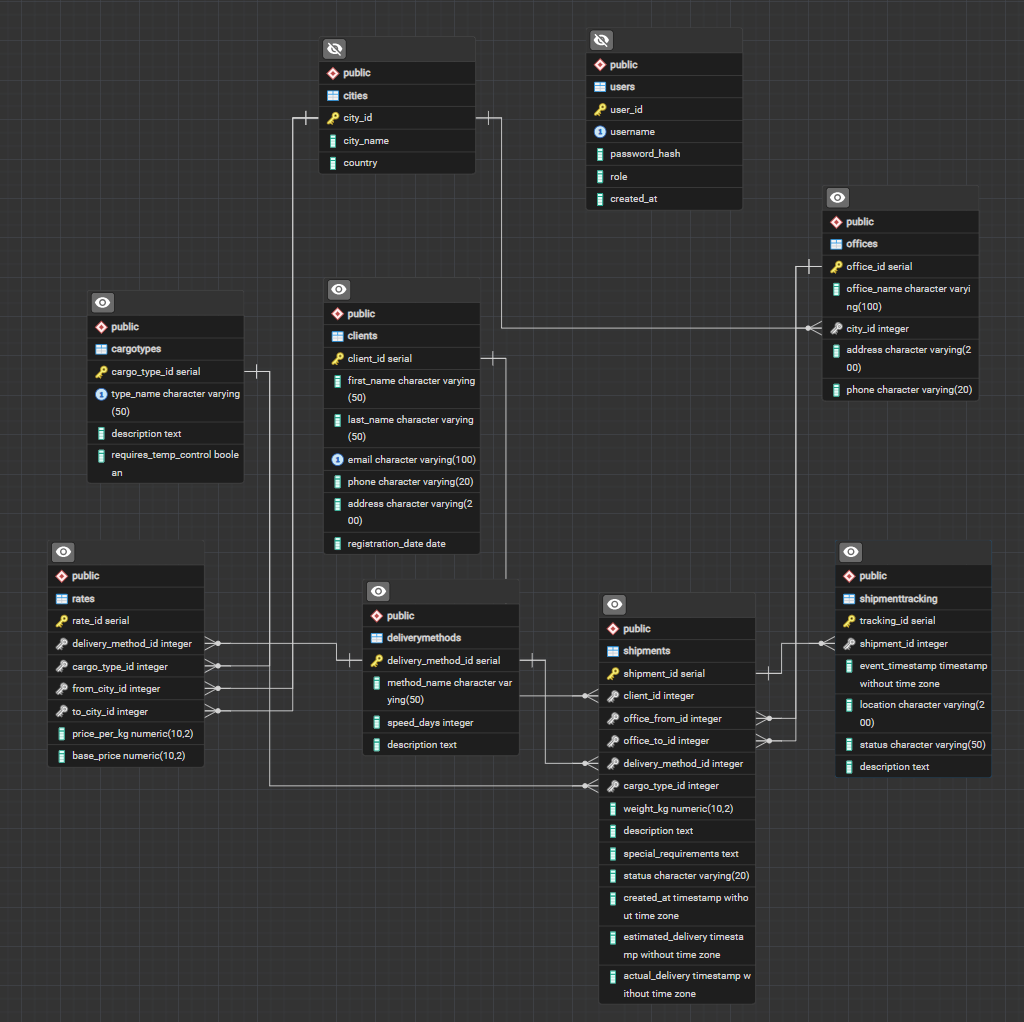 public
cities
city_id
city_name
country
public
users
user_id
username
password_hash
role
created_at
public
offices
office_id serial
office_name character varyi
ng(100)
city_id integer
address character varying(2
00)
phone character varying(20)
public
cargotypes
cargo_type_id serial
type_name character varying
(50)
description text
requires_temp_control boole
an
public
clients
client_id serial
first_name character varying
(50)
last_name character varying
(50)
email character varying(100)
phone character varying(20)
address character varying(2
00)
registration_date date
public
rates
rate_id serial
delivery_method_id integer
cargo_type_id integer
from_city_id integer
to_city_id integer
price_per_kg numeric(10,2)
base_price numeric(10,2)
public
deliverymethods
delivery_method_id serial
method_name character var
ying(50)
speed_days integer
description text
public
shipments
shipment_id serial
client_id integer
office_from_id integer
office_to_id integer
delivery_method_id integer
cargo_type_id integer
weight_kg numeric(10,2)
description text
special_requirements text
status character varying(20)
created_at timestamp witho
ut time zone
estimated_delivery timesta
mp without time zone
actual_delivery timestamp w
ithout time zone
public
shipmenttracking
tracking_id serial
shipment_id integer
event_timestamp timestamp
without time zone
location character varying(2
00)
status character varying(50)
description text